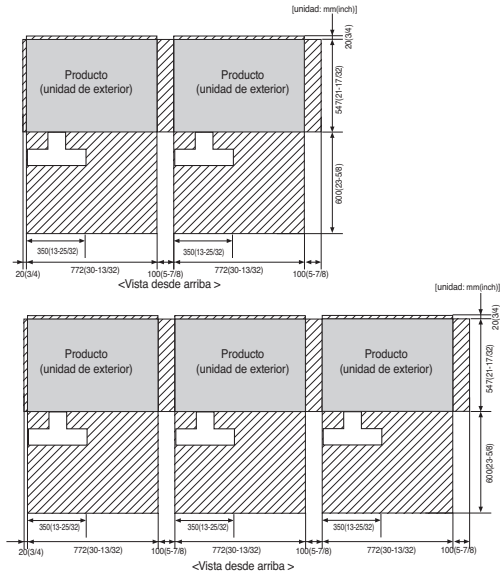 [unidad: mm(inch)]
20(3/4)
Producto
(unidad de exterior)
Producto
(unidad de exterior)
547(21-17/32)
600(23-5/8)
350(13-25/32)
350(13-25/32)
20(3/4)
772(30-13/32)
100(5-7/8)
772(30-13/32)
100(5-7/8)
<Vista desde arriba >
[unidad: mm(inch)]
20(3/4)
Producto
(unidad de exterior)
Producto
(unidad de exterior)
Producto
(unidad de exterior)
547(21-17/32)
600(23-5/8)
350(13-25/32)
350(13-25/32)
350(13-25/32)
20(3/4)
772(30-13/32)
100(5-7/8)
772(30-13/32)
100(5-7/8)
772(30-13/32)
100(5-7/8)
<Vista desde arriba >